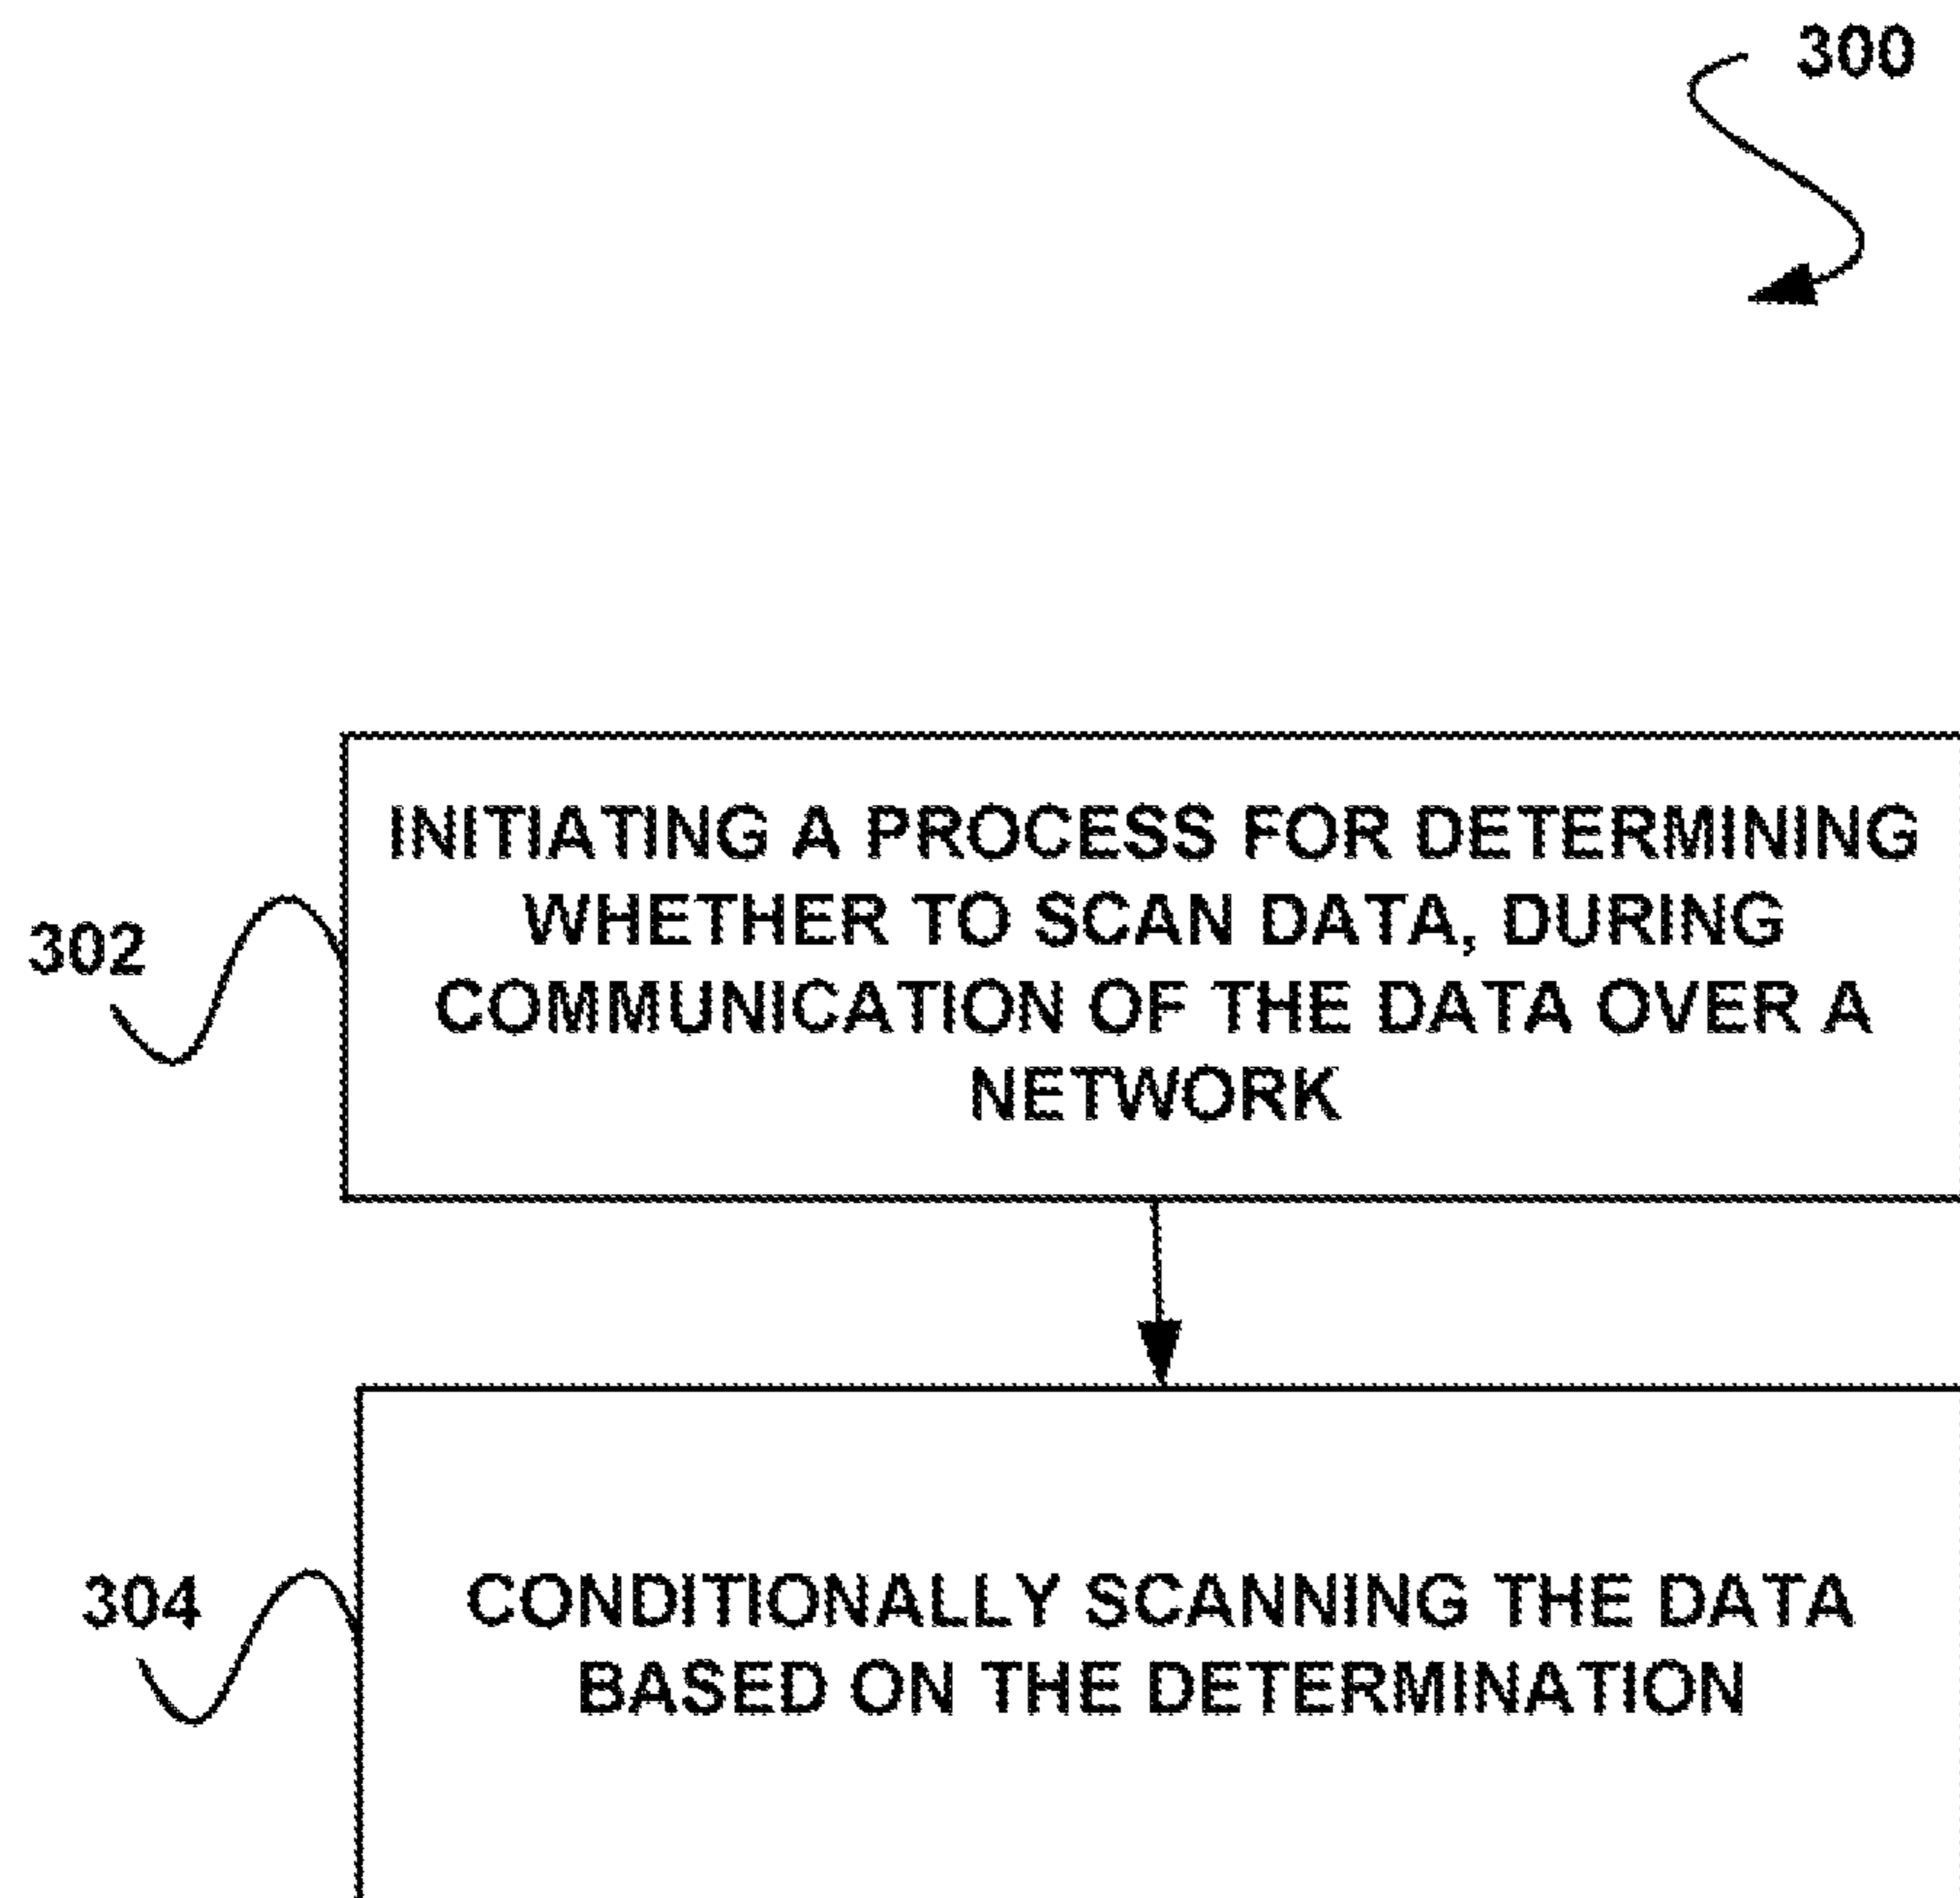 300
302
INITIATING A PROCESS FOR DETERMINING
WHETHER TO SCAN DATA, DURING
COMMUNICATION OF THE DATA OVER A
NETWORK
304
CONDITIONALLY SCANNING THE DATA
BASED ON THE DETERMINATION